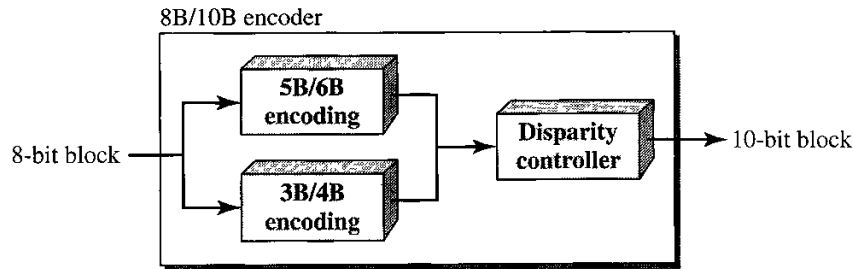 8B/10B encoder
5B/6B
encoding
8-bit block
Disparity
controller
10-bit block
3B/4B
encoding